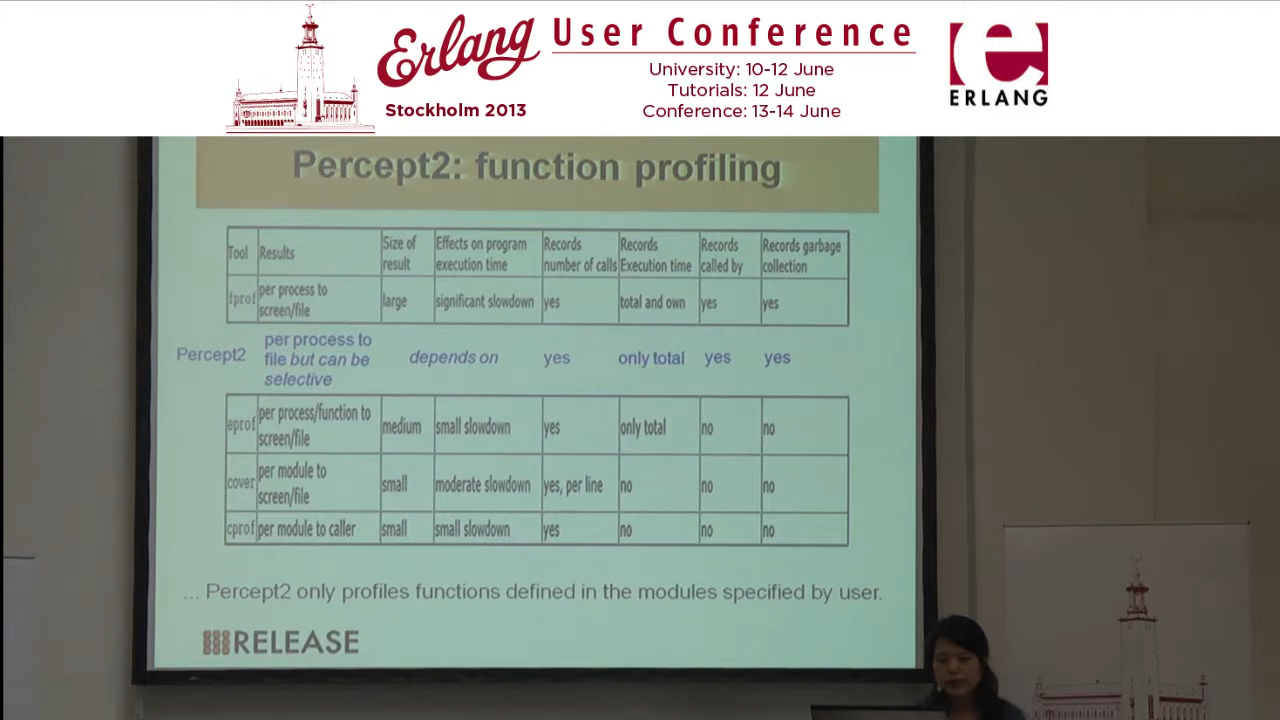 Erlang User Conference
Stockholm 2013
University: 10-12 June
Tutorials: 12 June
Conference: 13-14 June
e
ERLANG
Percept2: function profiling
Tool Results Size of result Effects on program execution time Records number of calls Records Execution time Records called by Records garbage collection
fprof per process to screen/file large significant slowdown yes total and own yes yes
Percept2 per process to file but can be selective depends on yes only total yes yes
eprof per process/function to screen/file medium small slowdown yes only total no no
cover per module to screen/file small moderate slowdown yes, per line no no no
cprof per module to caller small small slowdown yes no no no
... Percept2 only profiles functions defined in the modules specified by user.
RELEASE